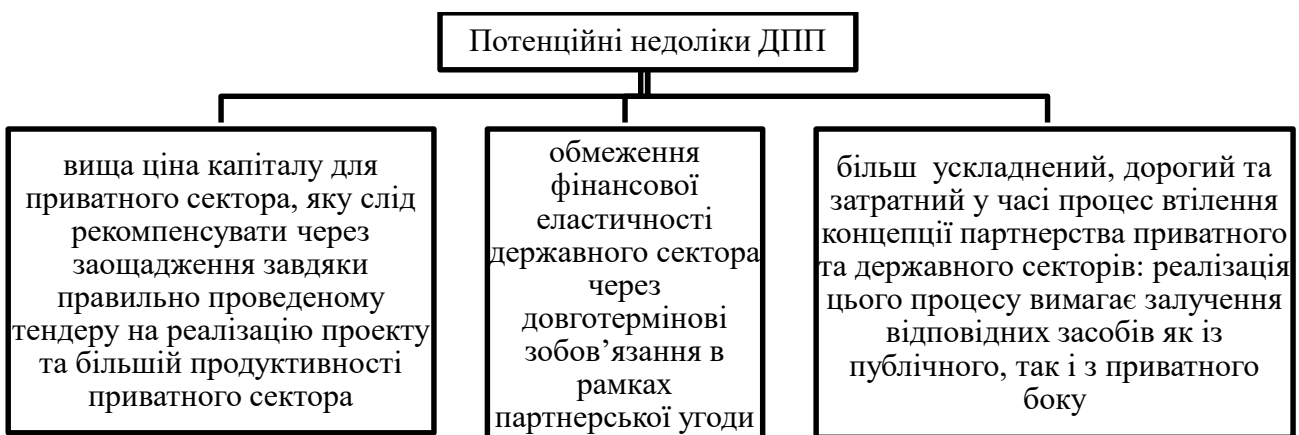 Потенційні недоліки ДПП
вища ціна капіталу для
приватного сектора, яку слід
рекомпенсувати через
заощадження завдяки
правильно проведеному
тендеру на реалізацію проекту
та більшій продуктивності
приватного сектора
обмеження
фінансової
еластичності
державного сектора
через
довготермінові
зобов’язання в
рамках
партнерської угоди
більш ускладнений, дорогий та
затратний у часі процес втілення
концепції партнерства приватного
та державного секторів: реалізація
цього процесу вимагає залучення
відповідних засобів як із
публічного, так і з приватного
боку